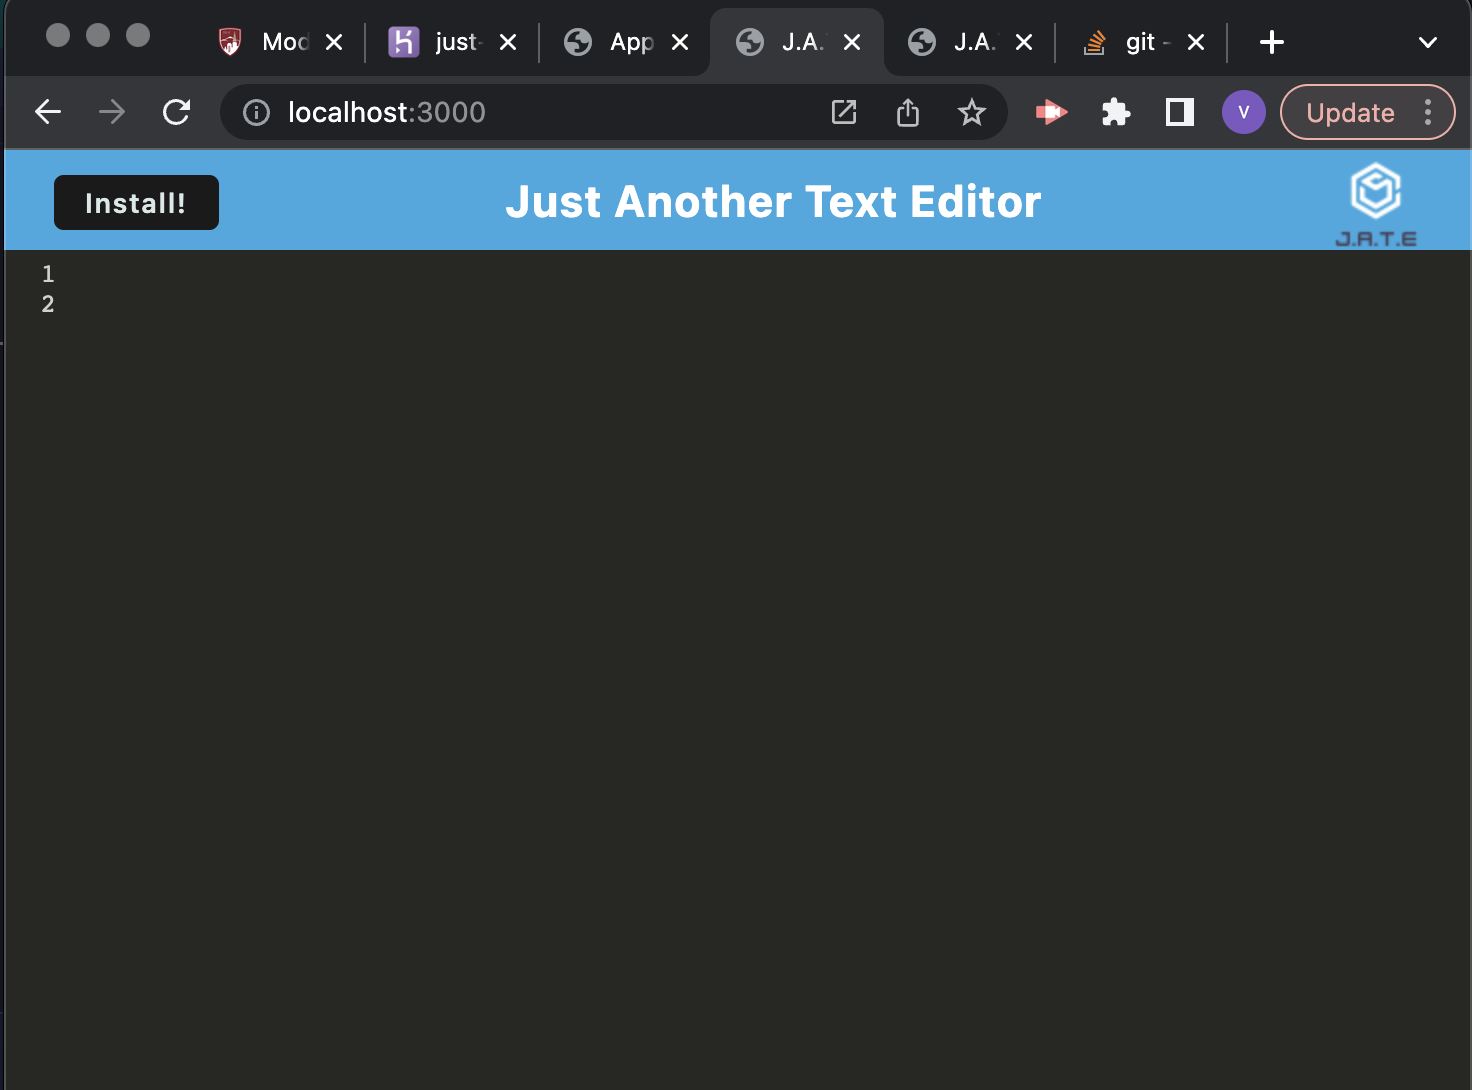 Mod just- App J.A. J.A. git -
localhost:3000 V Update
Install! Just Another Text Editor J.A.T.E
1
2